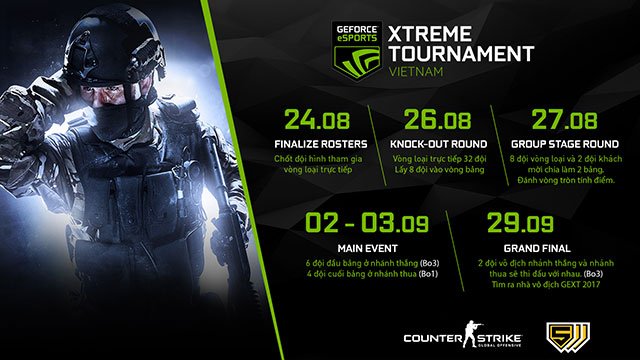 GEFORCE
eSPORTS
XTREME
TOURNAMENT
VIETNAM
24.08
FINALIZE ROSTERS
Chốt đội hình tham gia
vòng loại trực tiếp
26.08
KNOCK-OUT ROUND
Vòng loại trực tiếp 32 đội
Lấy 8 đội vào vòng bảng
27.08
GROUP STAGE ROUND
8 đội vòng loại và 2 đội khách
mời chia làm 2 bảng.
Đánh vòng tròn tính điểm.
02 - 03.09
MAIN EVENT
6 đội đầu bảng ở nhánh thắng (Bo3)
4 đội cuối bảng ở nhánh thua (Bo1)
29.09
GRAND FINAL
2 đội vô địch nhánh thắng và nhánh
thua sẽ thi đấu với nhau. (Bo3)
Tìm ra nhà vô địch GEXT 2017
COUNTER STRIKE
GLOBAL OFFENSIVE